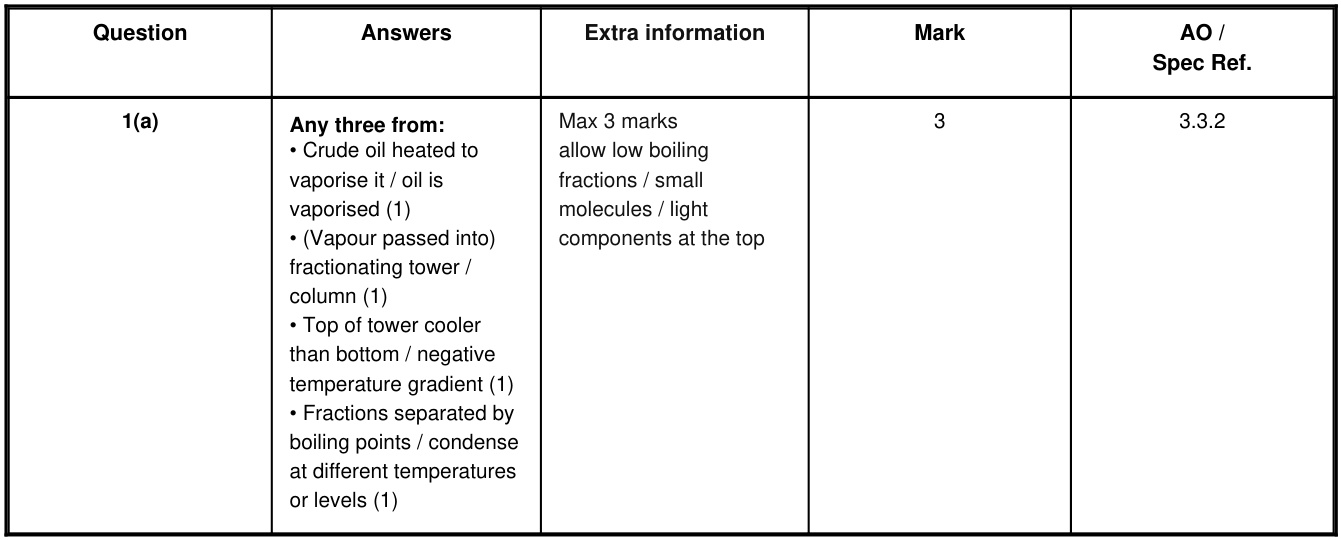 Question
Answers
Extra information
Mark
AO /
Spec Ref.
1(a)
Any three from:
• Crude oil heated to
vaporise it / oil is
vaporised (1)
• (Vapour passed into)
fractionating tower /
column (1)
• Top of tower cooler
than bottom / negative
temperature gradient (1)
• Fractions separated by
boiling points / condense
at different temperatures
or levels (1)
Max 3 marks
allow low boiling
fractions / small
molecules / light
components at the top
3
3.3.2